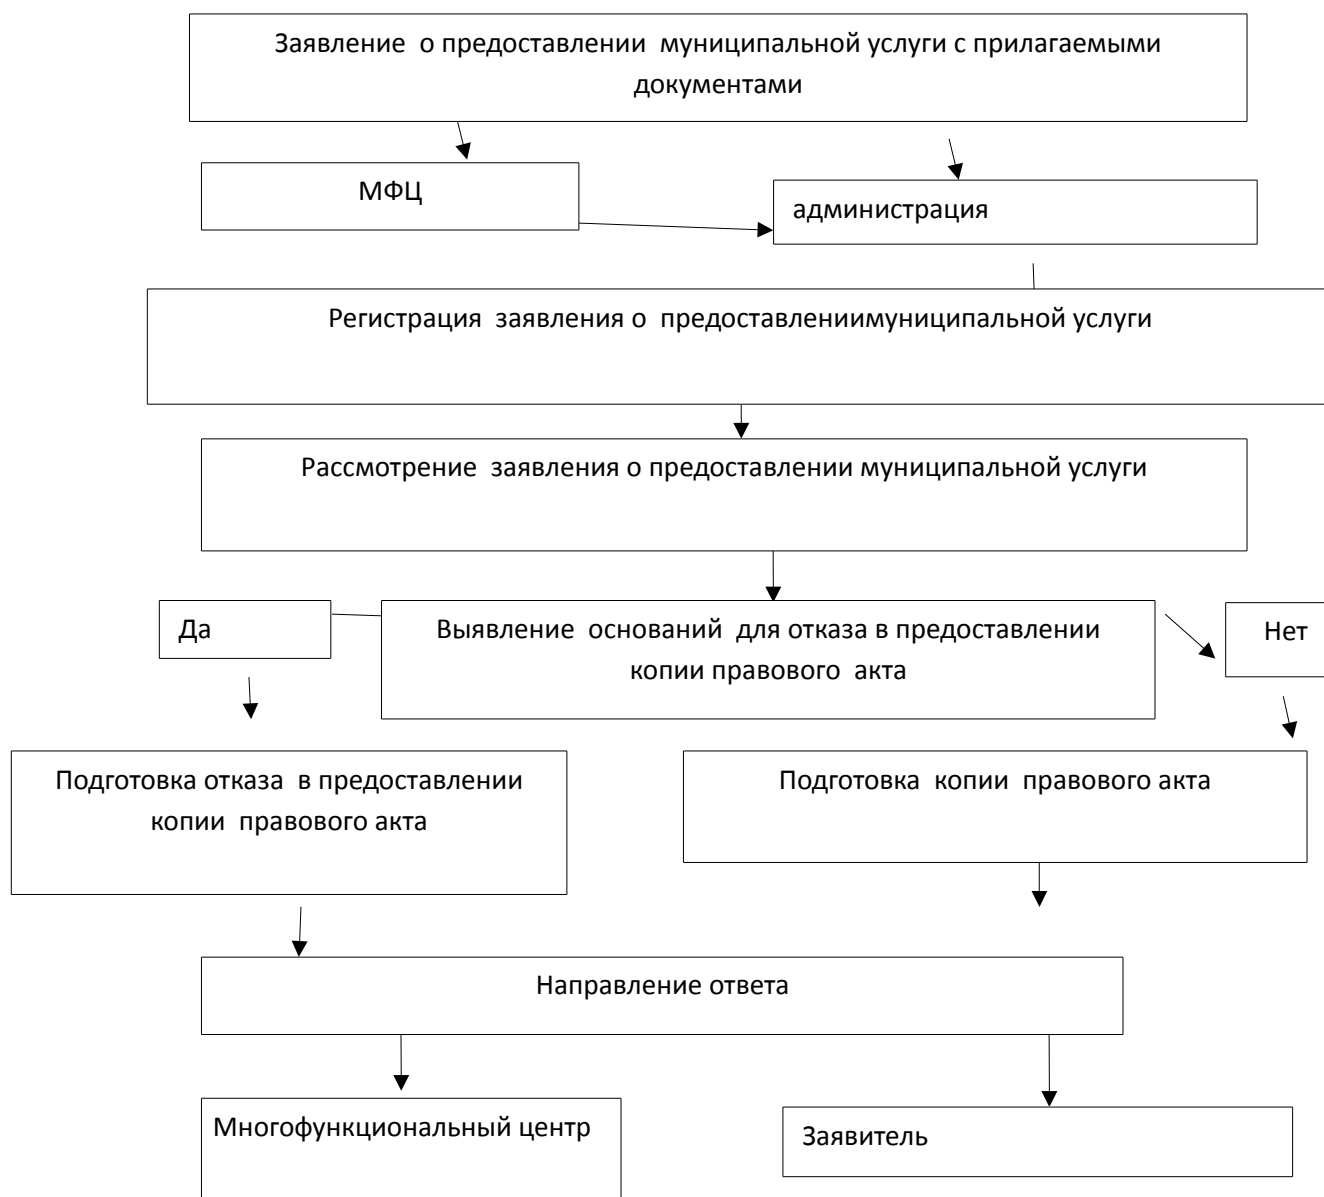 Заявление о предоставлении муниципальной услуги с прилагаемыми
документами
МФЦ
администрация
Регистрация заявления о предоставлениимуниципальной услуги
Рассмотрение заявления о предоставлении муниципальной услуги
Да
Выявление оснований для отказа в предоставлении
копии правового акта
Нет
Подготовка отказа в предоставлении
копии правового акта
Подготовка копии правового акта
Направление ответа
Многофункциональный центр
Заявитель